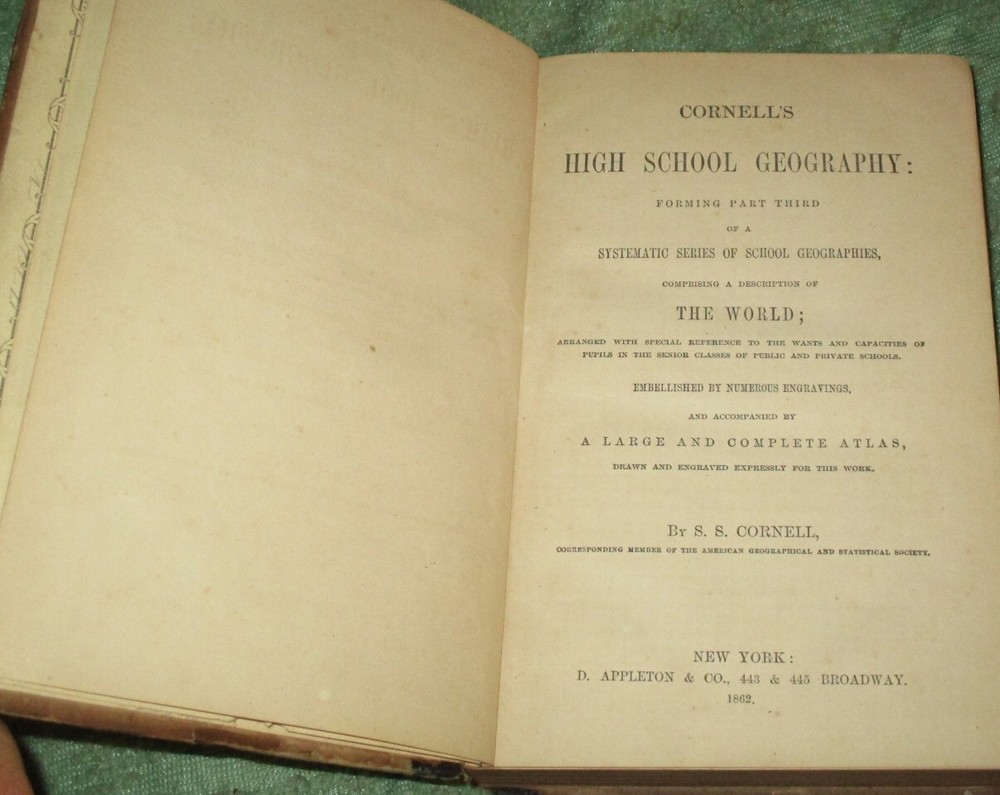 CORNELL'S
HIGH SCHOOL GEOGRAPHY:
FORMING PART THIRD
OF A
SYSTEMATIC SERIES OF SCHOOL GEOGRAPHIES,
COMPRISING A DESCRIPTION OF
THE WORLD;
ARRANGED WITH SPECIAL REFERENCE TO THE WANTS AND CAPACITIES OF
PUPILS IN THE SENIOR CLASSES OF PUBLIC AND PRIVATE SCHOOLS.
EMBELLISHED BY NUMEROUS ENGRAVINGS,
AND ACCOMPANIED BY
A LARGE AND COMPLETE ATLAS,
DRAWN AND ENGRAVED EXPRESSLY FOR THIS WORK.
BY S. S. CORNELL,
CORRESPONDING MEMBER OF THE AMERICAN GEOGRAPHICAL AND STATISTICAL SOCIETY.
NEW YORK:
D. APPLETON & CO., 443 & 445 BROADWAY.
1862.